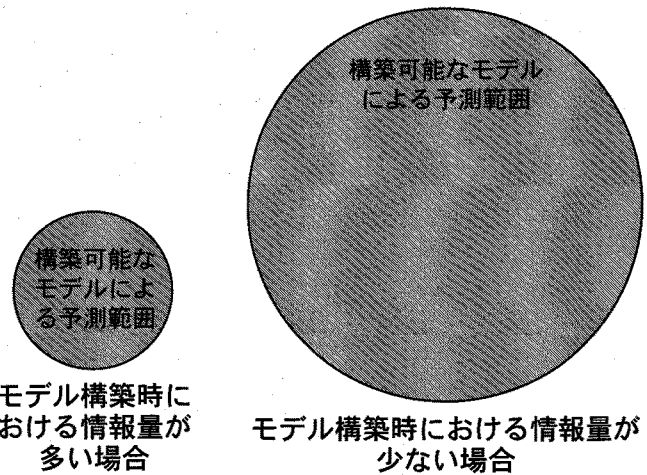 構築可能な
モデルによ
る予測範囲
モデル構築時に
おける情報量が
多い場合
構築可能なモデル
による予測範囲
モデル構築時における情報量が
少ない場合